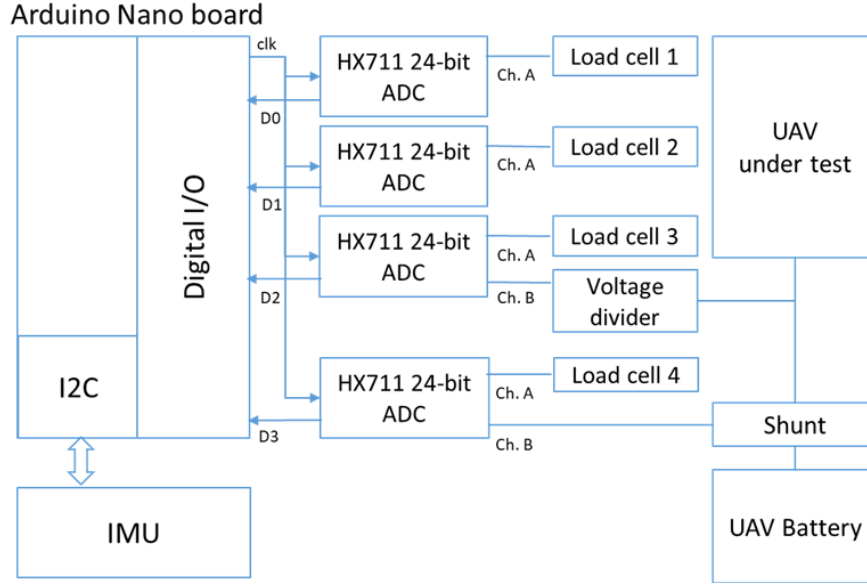 Arduino Nano board
clk
HX711 24-bit
ADC
Ch. A
Load cell 1
D0
UAV
under test
HX711 24-bit
ADC
Ch. A
Load cell 2
D1
Digital I/O
HX711 24-bit
ADC
Ch. A
Load cell 3
D2
Ch. B
Voltage
divider
I2C
HX711 24-bit
ADC
Ch. A
Load cell 4
D3
Ch. B
Shunt
IMU
UAV Battery